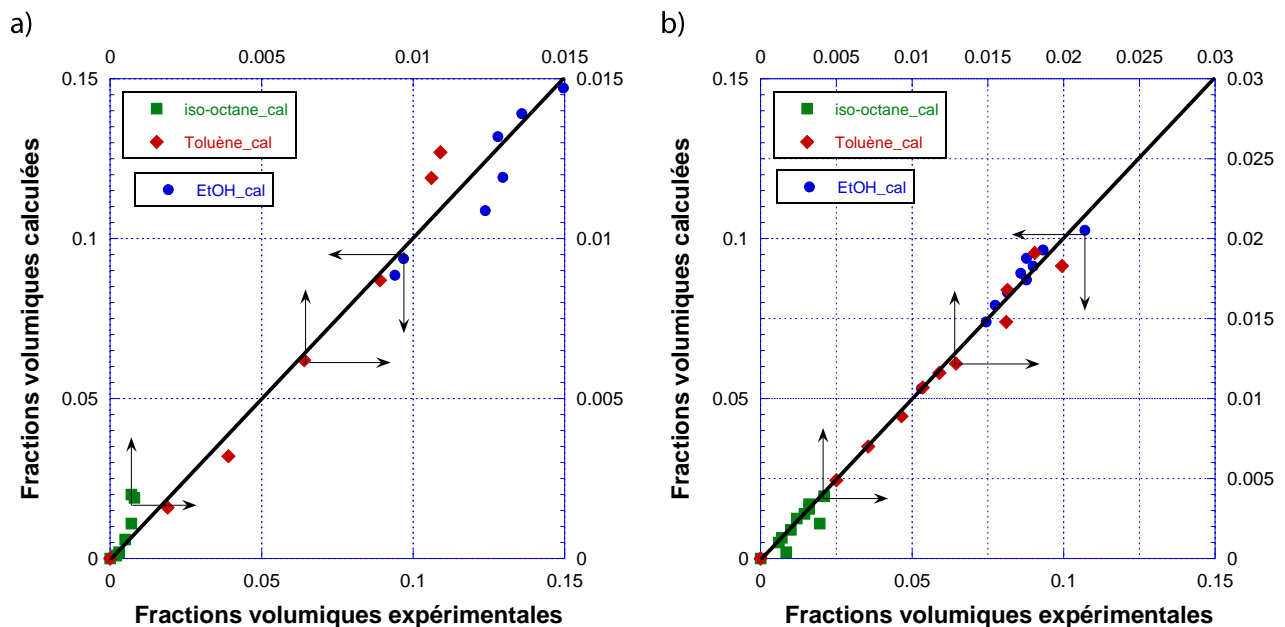 a)
0 0.005 0.01 0.015
0.15 0.015
iso-octane_cal
Toluène_cal
EtOH_cal
0.1 0.01
0.05 0.005
0 0
0 0.05 0.1 0.15
Fractions volumiques calculées
Fractions volumiques expérimentales
b)
0 0.005 0.01 0.015 0.02 0.025 0.03
0.15 0.03
iso-octane_cal
Toluène_cal
EtOH_cal
0.025
0.1 0.02
0.015
0.05 0.01
0.005
0 0
0 0.05 0.1 0.15
Fractions volumiques calculées
Fractions volumiques expérimentales